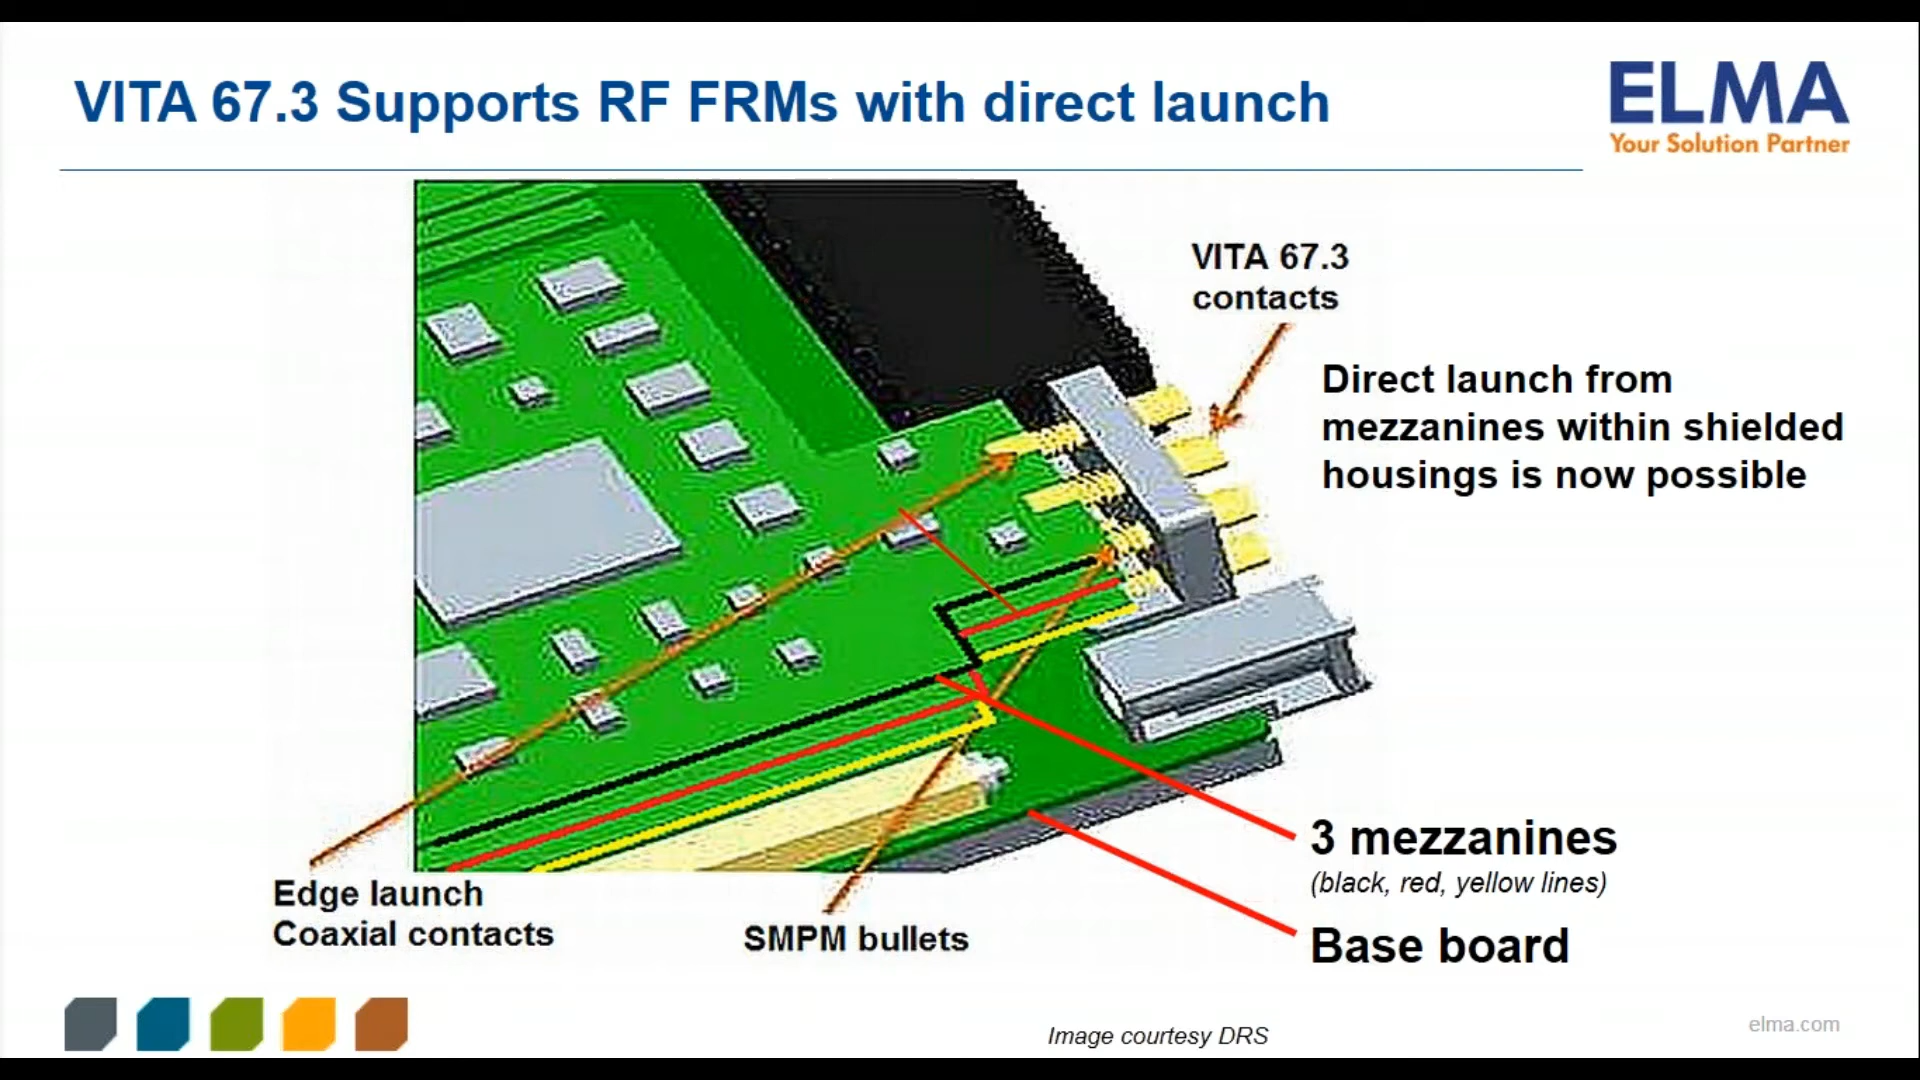 VITA 67.3 Supports RF FRMs with direct launch
ELMA
Your Solution Partner
VITA 67.3
contacts
Direct launch from
mezzanines within shielded
housings is now possible
3 mezzanines
(black, red, yellow lines)
Edge launch
Coaxial contacts
SMPM bullets
Base board
Image courtesy DRS
elma.com